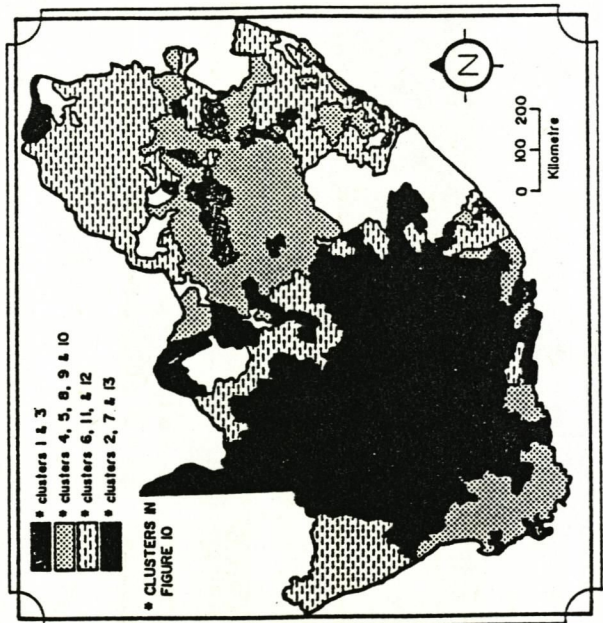 * clusters 1 & 3
* clusters 4, 5, 8, 9 & 10
* clusters 6, 11, & 12
* clusters 2, 7 & 13
* CLUSTERS IN
FIGURE 10
N
0 100 200
Kilometre